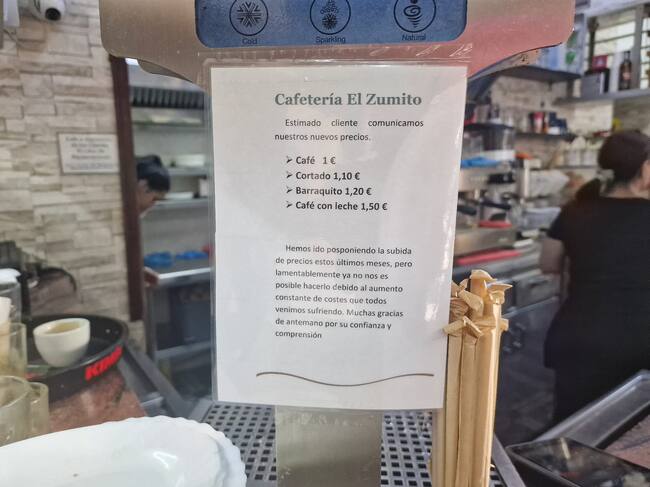 Cold Sparkling Natural
Cafetería El Zumito
Estimado cliente comunicamos
nuestros nuevos precios.
➢ Café 1 €
➢ Cortado 1,10 €
➢ Barraquito 1,20 €
➢ Café con leche 1,50 €
Hemos ido posponiendo la subida
de precios estos últimos meses, pero
lamentablemente ya no nos es
posible hacerlo debido al aumento
constante de costes que todos
venimos sufriendo. Muchas gracias
de antemano por su confianza y
comprensión